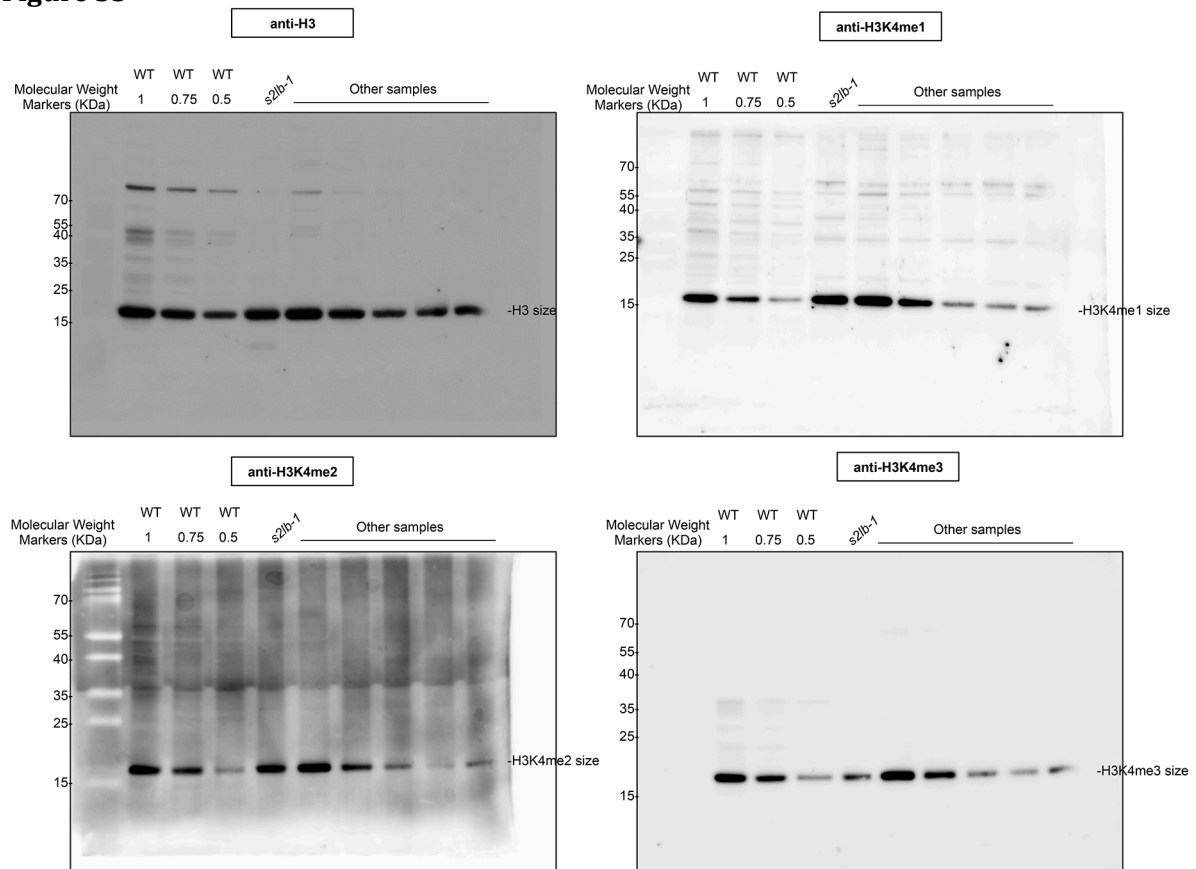 anti-H3
WT WT WT
Molecular Weight
Markers (KDa) 1 0.75 0.5 s2lb-1 Other samples
70
55
40
35
25
15
-H3 size
anti-H3K4me1
WT WT WT
Molecular Weight
Markers (KDa) 1 0.75 0.5 s2lb-1 Other samples
70
55
40
35
25
15
-H3K4me1 size
anti-H3K4me2
WT WT WT
Molecular Weight
Markers (KDa) 1 0.75 0.5 s2lb-1 Other samples
70
55
40
35
25
15
-H3K4me2 size
anti-H3K4me3
WT WT WT
Molecular Weight
Markers (KDa) 1 0.75 0.5 s2lb-1 Other samples
70
55
40
35
25
15
-H3K4me3 size